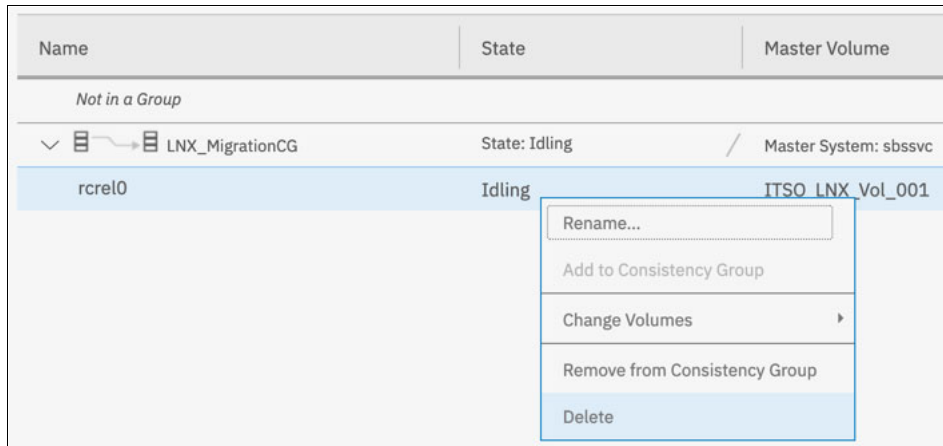 Name State Master Volume
Not in a Group
LNX_MigrationCG State: Idling Master System: sbssvc
rcrel0 Idling ITSO_LNX_Vol_001
Rename...
Add to Consistency Group
Change Volumes
Remove from Consistency Group
Delete